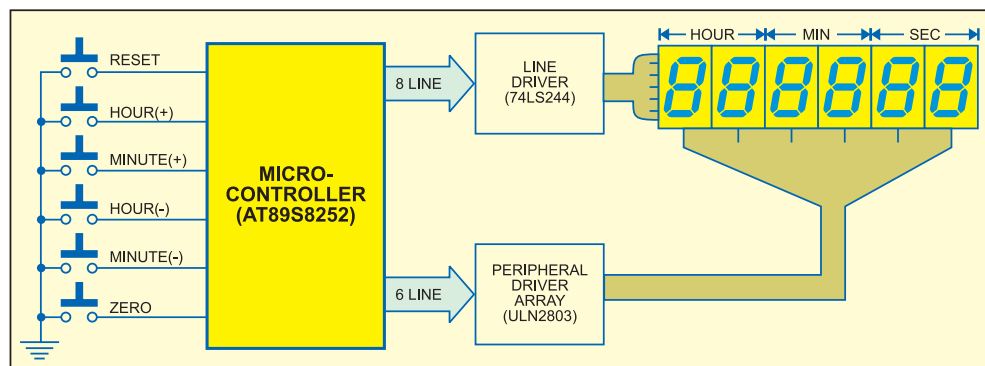 HOUR MIN SEC
RESET
HOUR(+)
MINUTE(+)
HOUR(-)
MINUTE(-)
ZERO
MICRO-
CONTROLLER
(AT89S8252)
8 LINE
LINE
DRIVER
(74LS244)
6 LINE
PERIPHERAL
DRIVER
ARRAY
(ULN2803)
888888